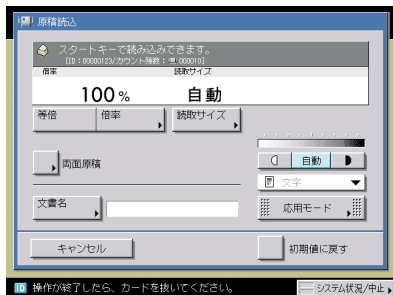 原稿読込
スタートキーで読み込みできます。
[ID:00000123/カウント残数: 000010]
倍率 読取サイズ
100% 自動
等倍 倍率 読取サイズ
自動
両面原稿
文字
文書名
応用モード
キャンセル 初期値に戻す
ID 操作が終了したら、カードを抜いてください。 システム状況/中止